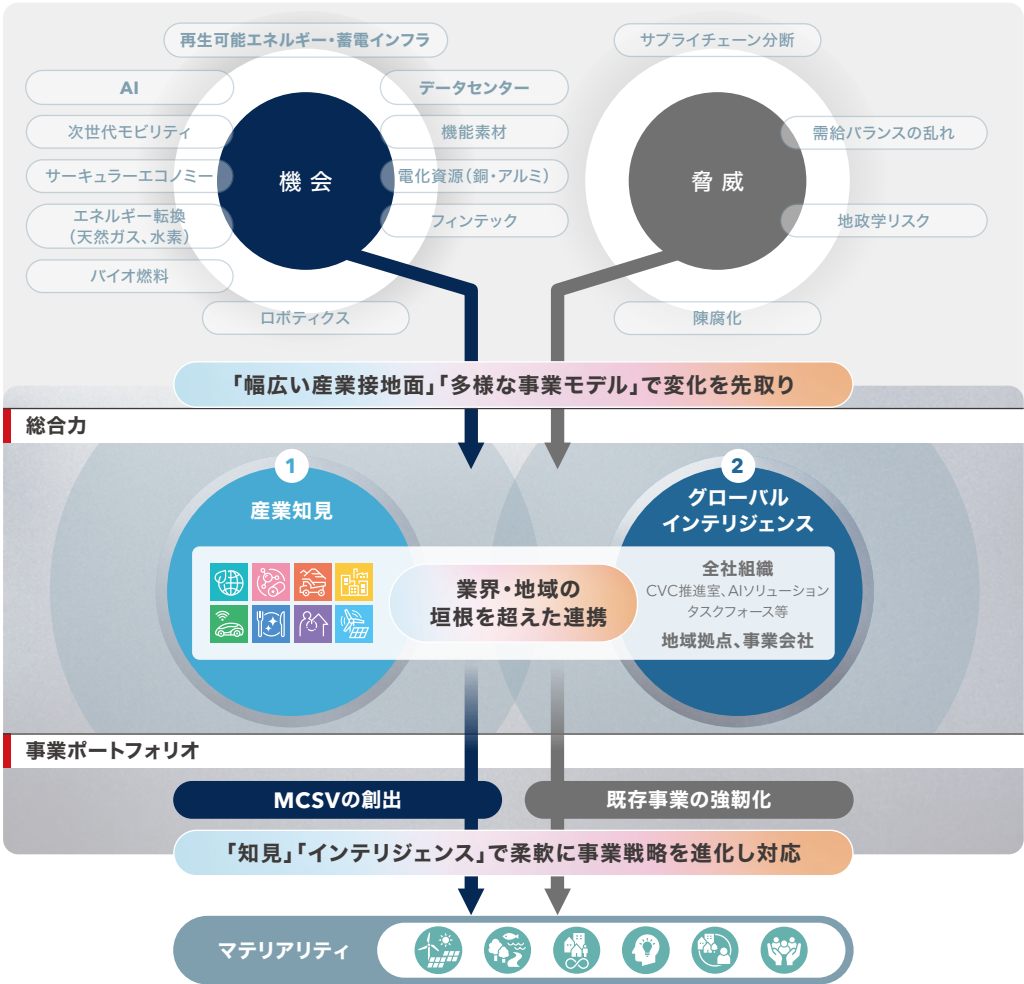 再生可能エネルギー・蓄電インフラ
AI
次世代モビリティ
サーキュラーエコノミー
エネルギー転換
（天然ガス、水素）
バイオ燃料
ロボティクス
機会
データセンター
機能素材
電化資源（銅・アルミ）
フィンテック
サプライチェーン分断
脅威
需給バランスの乱れ
地政学リスク
陳腐化
「幅広い産業接地面」「多様な事業モデル」で変化を先取り
総合力
1
産業知見
2
グローバル
インテリジェンス
業界・地域の
垣根を超えた連携
全社組織
CVC推進室、AIソリューション
タスクフォース等
地域拠点、事業会社
事業ポートフォリオ
MCSVの創出
既存事業の強靭化
「知見」「インテリジェンス」で柔軟に事業戦略を進化し対応
マテリアリティ